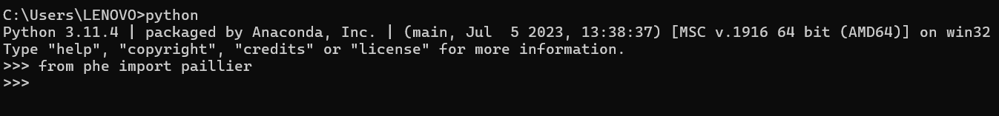 C:\Users\LENOVO>python
Python 3.11.4 | packaged by Anaconda, Inc. | (main, Jul  5 2023, 13:38:37) [MSC v.1916 64 bit (AMD64)] on win32
Type "help", "copyright", "credits" or "license" for more information.
>>> from phe import paillier
>>>